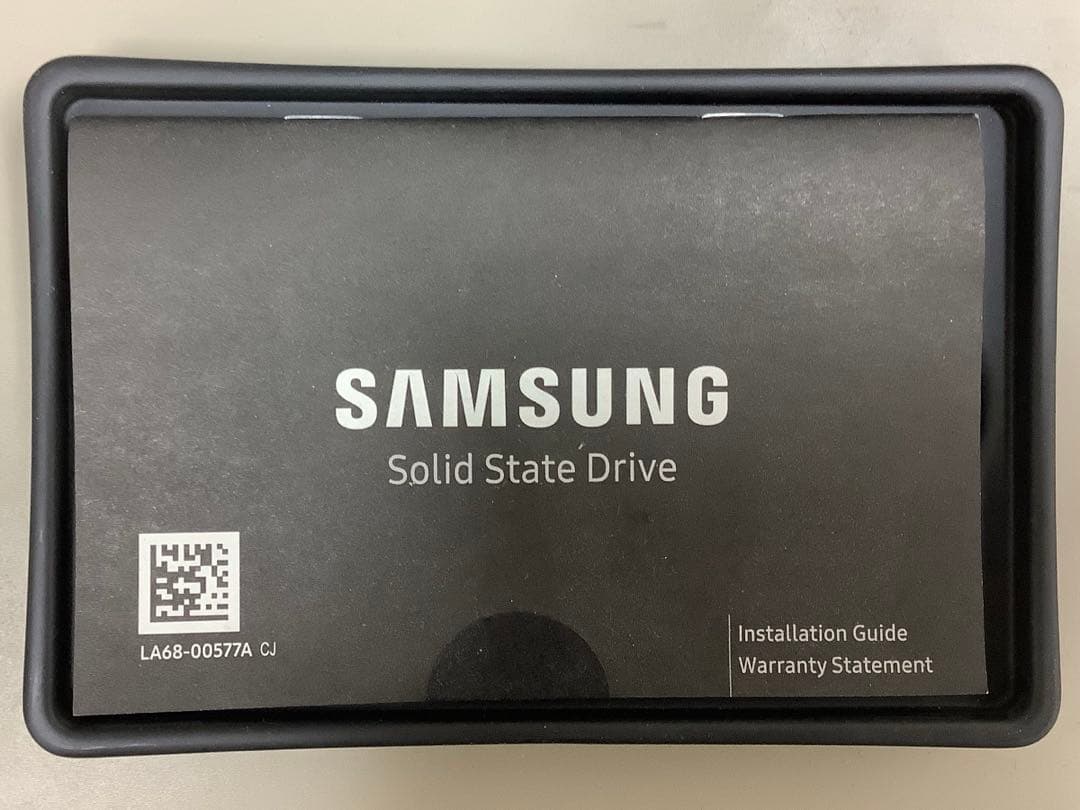 SAMSUNG
Solid State Drive
LA68-00577A CJ
Installation Guide
Warranty Statement